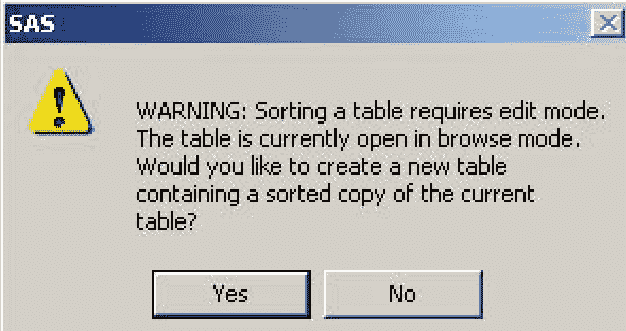 SAS
WARNING: Sorting a table requires edit mode.
The table is currently open in browse mode.
Would you like to create a new table
containing a sorted copy of the current
table?
Yes
No